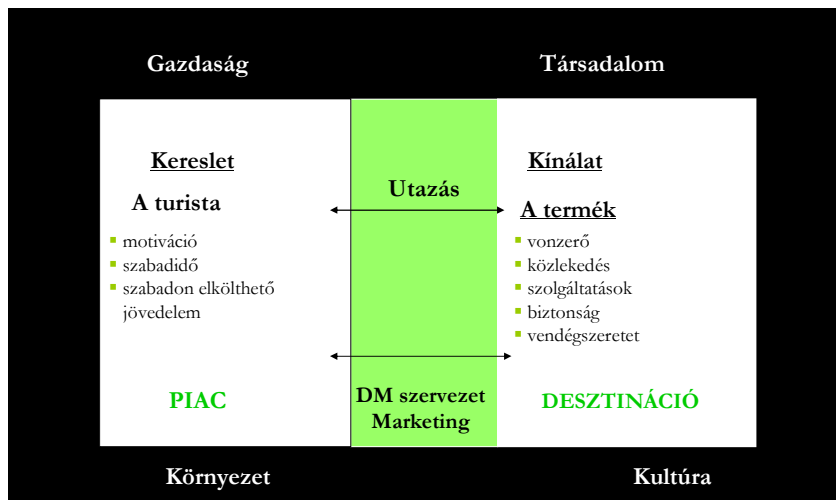 Gazdaság
Társadalom
Kereslet
A turista
motiváció
szabadidő
szabadon elkölthető
jövedelem
PIAC
Utazás
DM szervezet
Marketing
Kínálat
A termék
vonzerő
közlekedés
szolgáltatások
biztonság
vendégszeretet
DESZTINÁCIÓ
Környezet
Kultúra